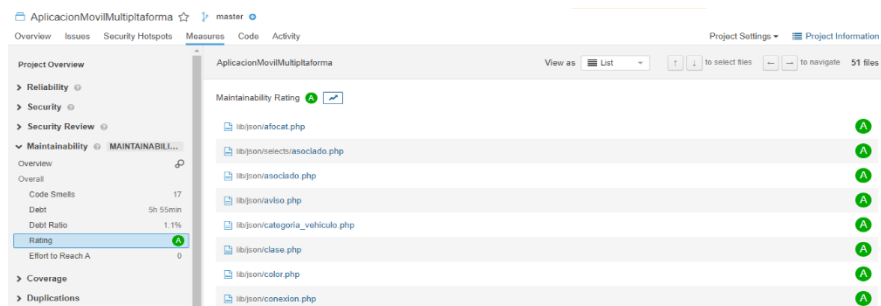 AplicacionMovilMultipltaforma master
Overview Issues Security Hotspots Measures Code Activity Project Settings Project Information
Project Overview
Reliability
Security
Security Review
Maintainability MAINTAINABILI...
Overview
Overall
Code Smells 17
Debt 5h 55min
Debt Ratio 1.1%
Rating A
Effort to Reach A 0
Coverage
Duplications
AplicacionMovilMultipltaforma View as List ↑ ↓ to select files ← → to navigate 51 files
Maintainability Rating A
lib/json/afocat.php A
lib/json/selects/asociado.php A
lib/json/asociado.php A
lib/json/aviso.php A
lib/json/categoria_vehiculo.php A
lib/json/clase.php A
lib/json/color.php A
lib/json/conexion.php A